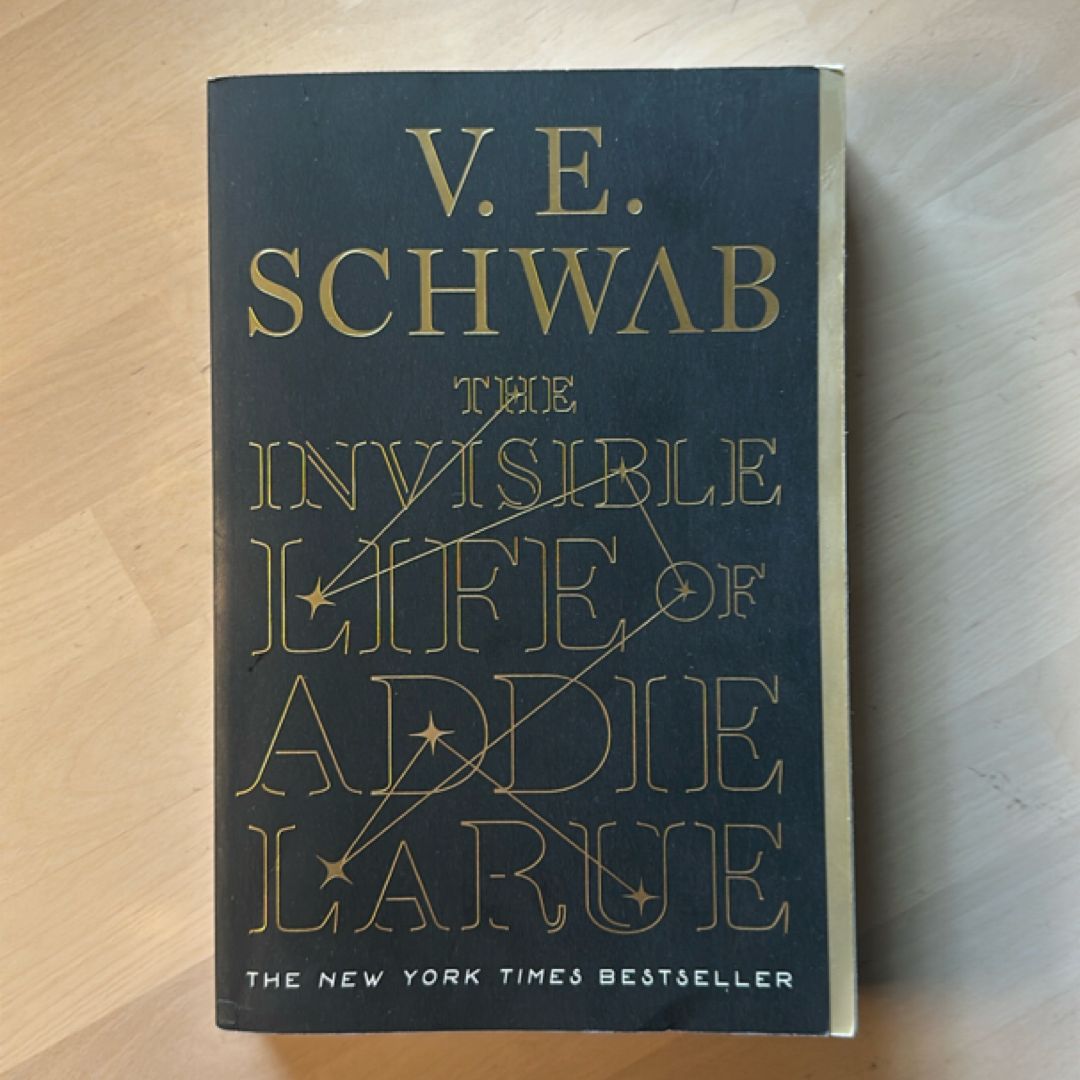 V. E.
SCHWAB
THE
INVISIBLE
LIFE OF
ADDIE
LARUE
THE NEW YORK TIMES BESTSELLER